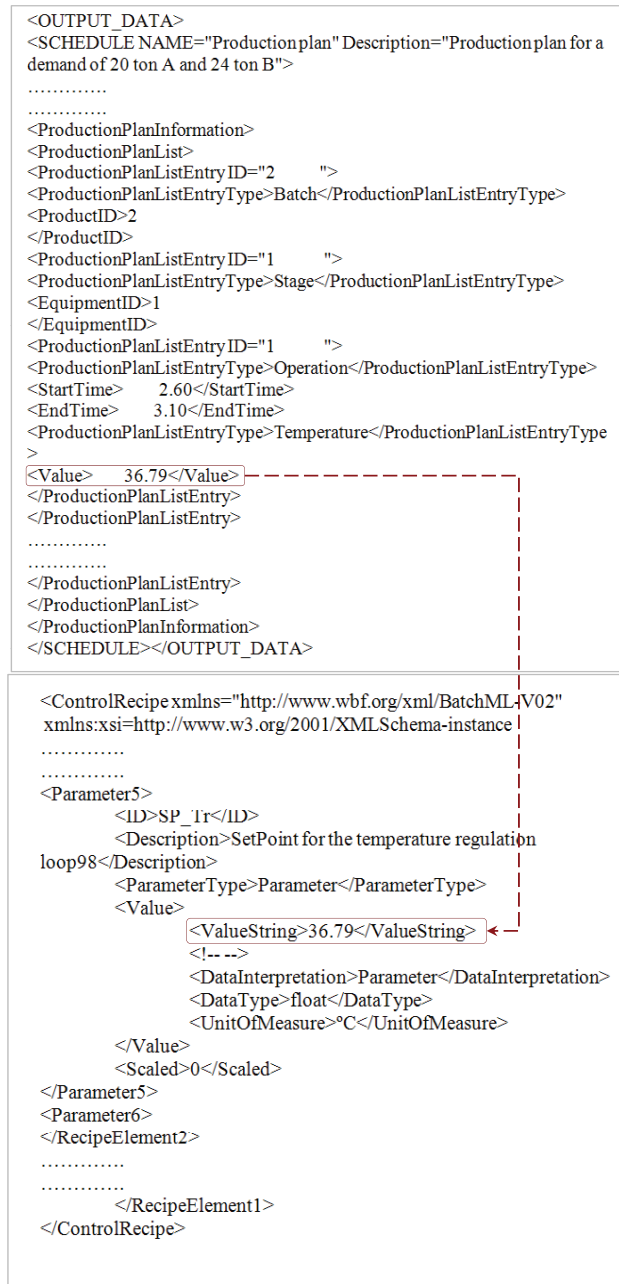 <OUTPUT_DATA>
<SCHEDULE NAME="Production plan" Description="Production plan for a
demand of 20 ton A and 24 ton B">
………….
………….
<ProductionPlanInformation>
<ProductionPlanList>
<ProductionPlanListEntry ID="2          ">
<ProductionPlanListEntryType>Batch</ProductionPlanListEntryType>
<ProductID>2
</ProductID>
<ProductionPlanListEntry ID="1          ">
<ProductionPlanListEntryType>Stage</ProductionPlanListEntryType>
<EquipmentID>1
</EquipmentID>
<ProductionPlanListEntry ID="1          ">
<ProductionPlanListEntryType>Operation</ProductionPlanListEntryType>
<StartTime>       2.60</StartTime>
<EndTime>       3.10</EndTime>
<ProductionPlanListEntryType>Temperature</ProductionPlanListEntryType
>
<Value>      36.79</Value>
</ProductionPlanListEntry>
</ProductionPlanListEntry>
………….
………….
</ProductionPlanListEntry>
</ProductionPlanList>
</ProductionPlanInformation>
</SCHEDULE></OUTPUT_DATA>
<ControlRecipe xmlns="http://www.wbf.org/xml/BatchML-V02"
xmlns:xsi=http://www.w3.org/2001/XMLSchema-instance
………….
………….
<Parameter5>
<ID>SP_Tr</ID>
<Description>SetPoint for the temperature regulation
loop98</Description>
<ParameterType>Parameter</ParameterType>
<Value>
<ValueString>36.79</ValueString>
<!-- -->
<DataInterpretation>Parameter</DataInterpretation>
<DataType>float</DataType>
<UnitOfMeasure>ºC</UnitOfMeasure>
</Value>
<Scaled>0</Scaled>
</Parameter5>
<Parameter6>
</RecipeElement2>
………….
………….
</RecipeElement1>
</ControlRecipe>